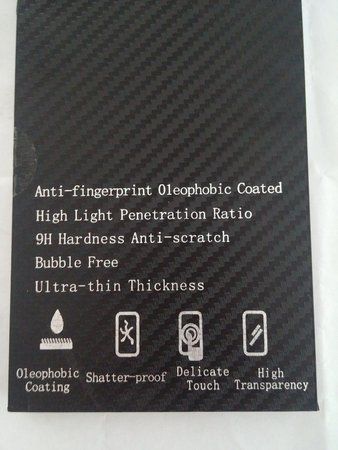 Anti-fingerprint Oleophobic Coated
High Light Penetration Ratio
9H Hardness Anti-scratch
Bubble Free
Ultra-thin Thickness
Oleophobic
Coating
Shatter-proof
Delicate
Touch
High
Transparency